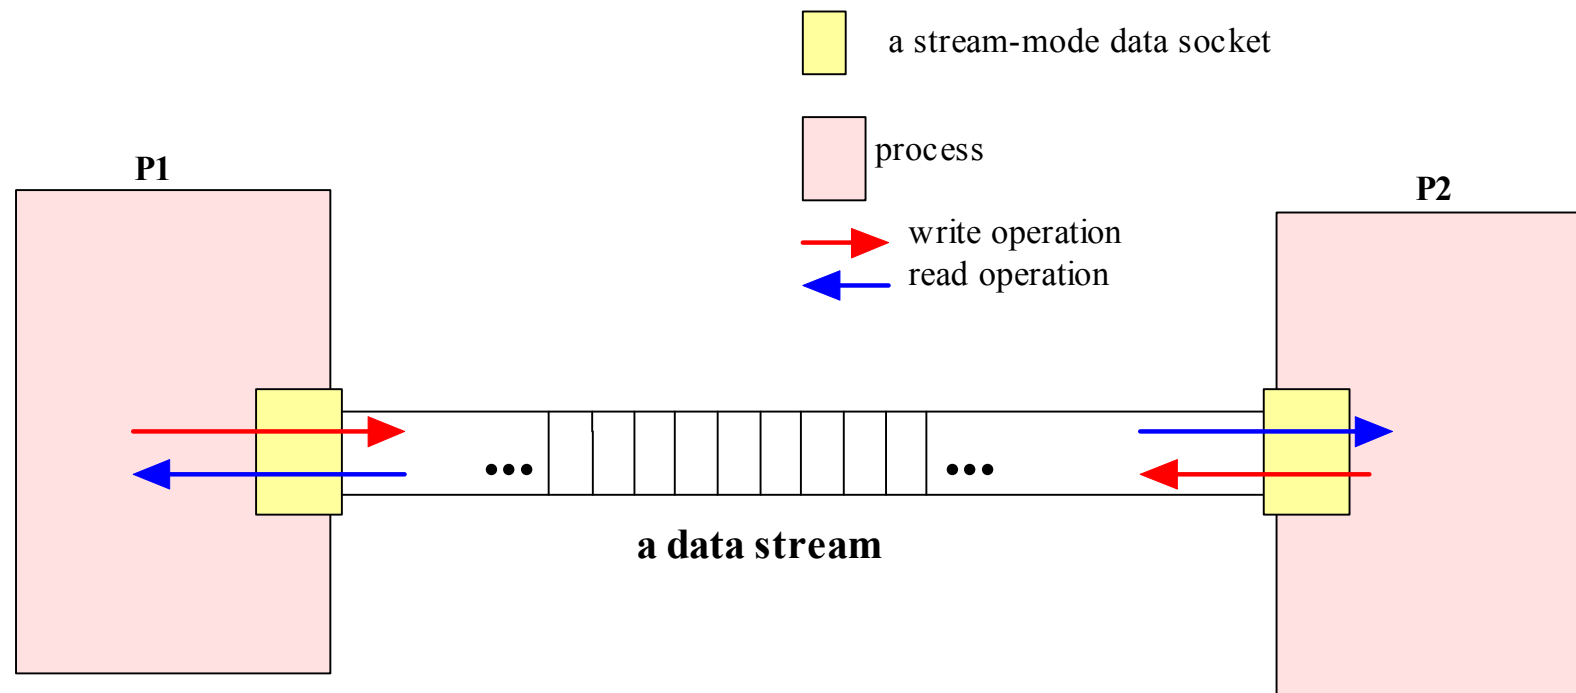 a stream-mode data socket
process
P1
P2
write operation
read operation
a data stream